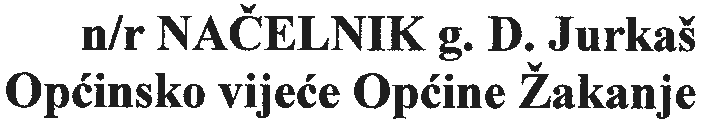 n/r NAČELNIK g. D. Jurkaš
Općinsko vijeće Općine Žakanje